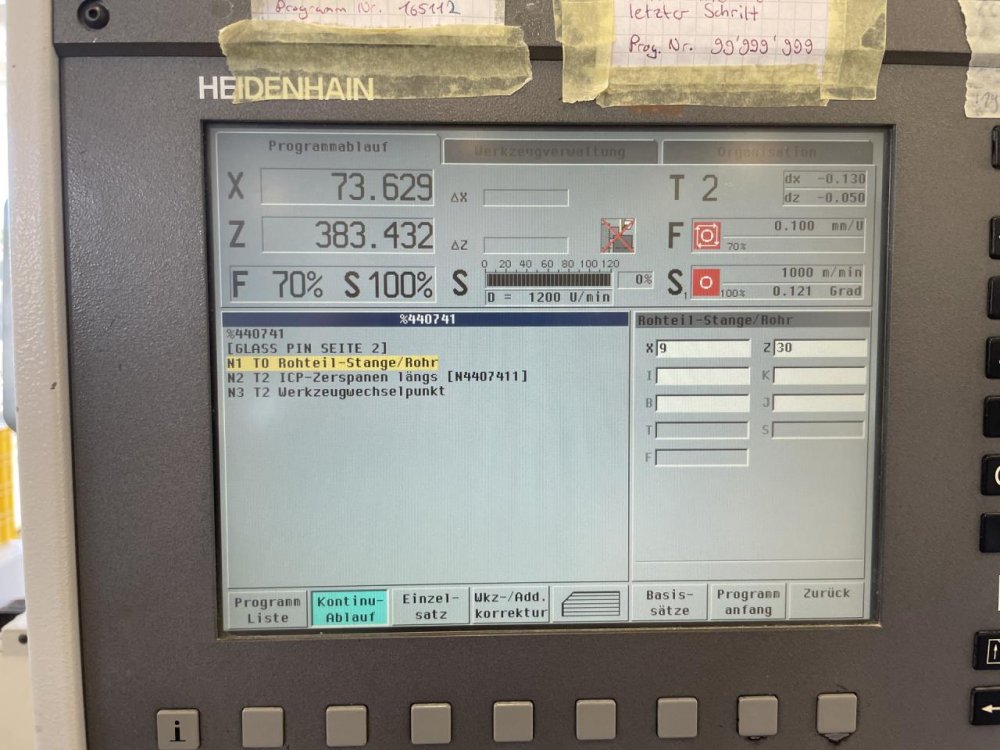 Programm Nr. 165112
letzter Schritt
Prog. Nr. 99'999'999
HEIDENHAIN
Programmablauf
Werkzeugverwaltung
Organisation
X 73.629 ΔX T 2 dx -0.130
dz -0.050
Z 383.432 ΔZ F 70% 0.100 mm/U
0 20 40 60 80 100 120
F 70% S 100% S 0% S1 100% 1000 m/min
D = 1200 U/min 0.121 Grad
%440741
%440741
[GLASS PIN SEITE 2]
N1 T0 Rohteil-Stange/Rohr
N2 T2 ICP-Zerspanen längs [N4407411]
N3 T2 Werkzeugwechselpunkt
Rohteil-Stange/Rohr
X 9 Z 30
I K
B J
T S
F
Programm Liste
Kontinu-Ablauf
Einzel-satz
Wkz-/Add. korrektur
Basis-sätze
Programm anfang
Zurück
i